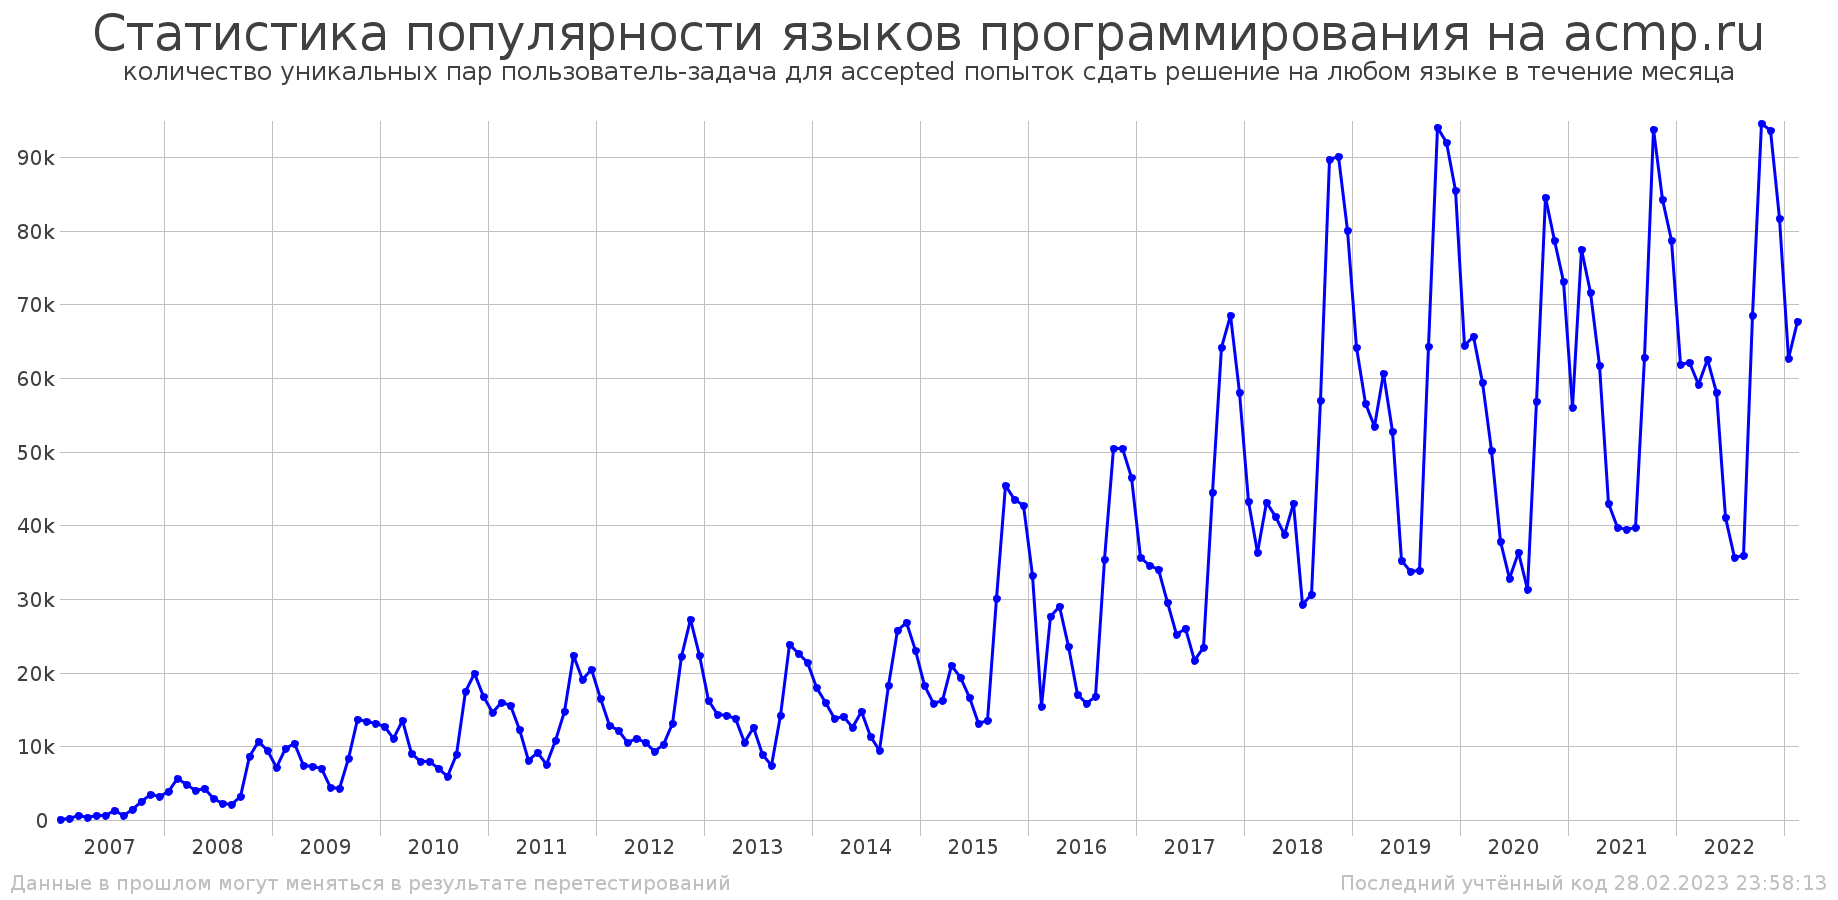 Статистика популярности языков программирования на acmp.ru
количество уникальных пар пользователь-задача для accepted попыток сдать решение на любом языке в течение месяца
90k
80k
70k
60k
50k
40k
30k
20k
10k
0
2007 2008 2009 2010 2011 2012 2013 2014 2015 2016 2017 2018 2019 2020 2021 2022
Данные в прошлом могут меняться в результате перетестирований
Последний учтённый код 28.02.2023 23:58:13